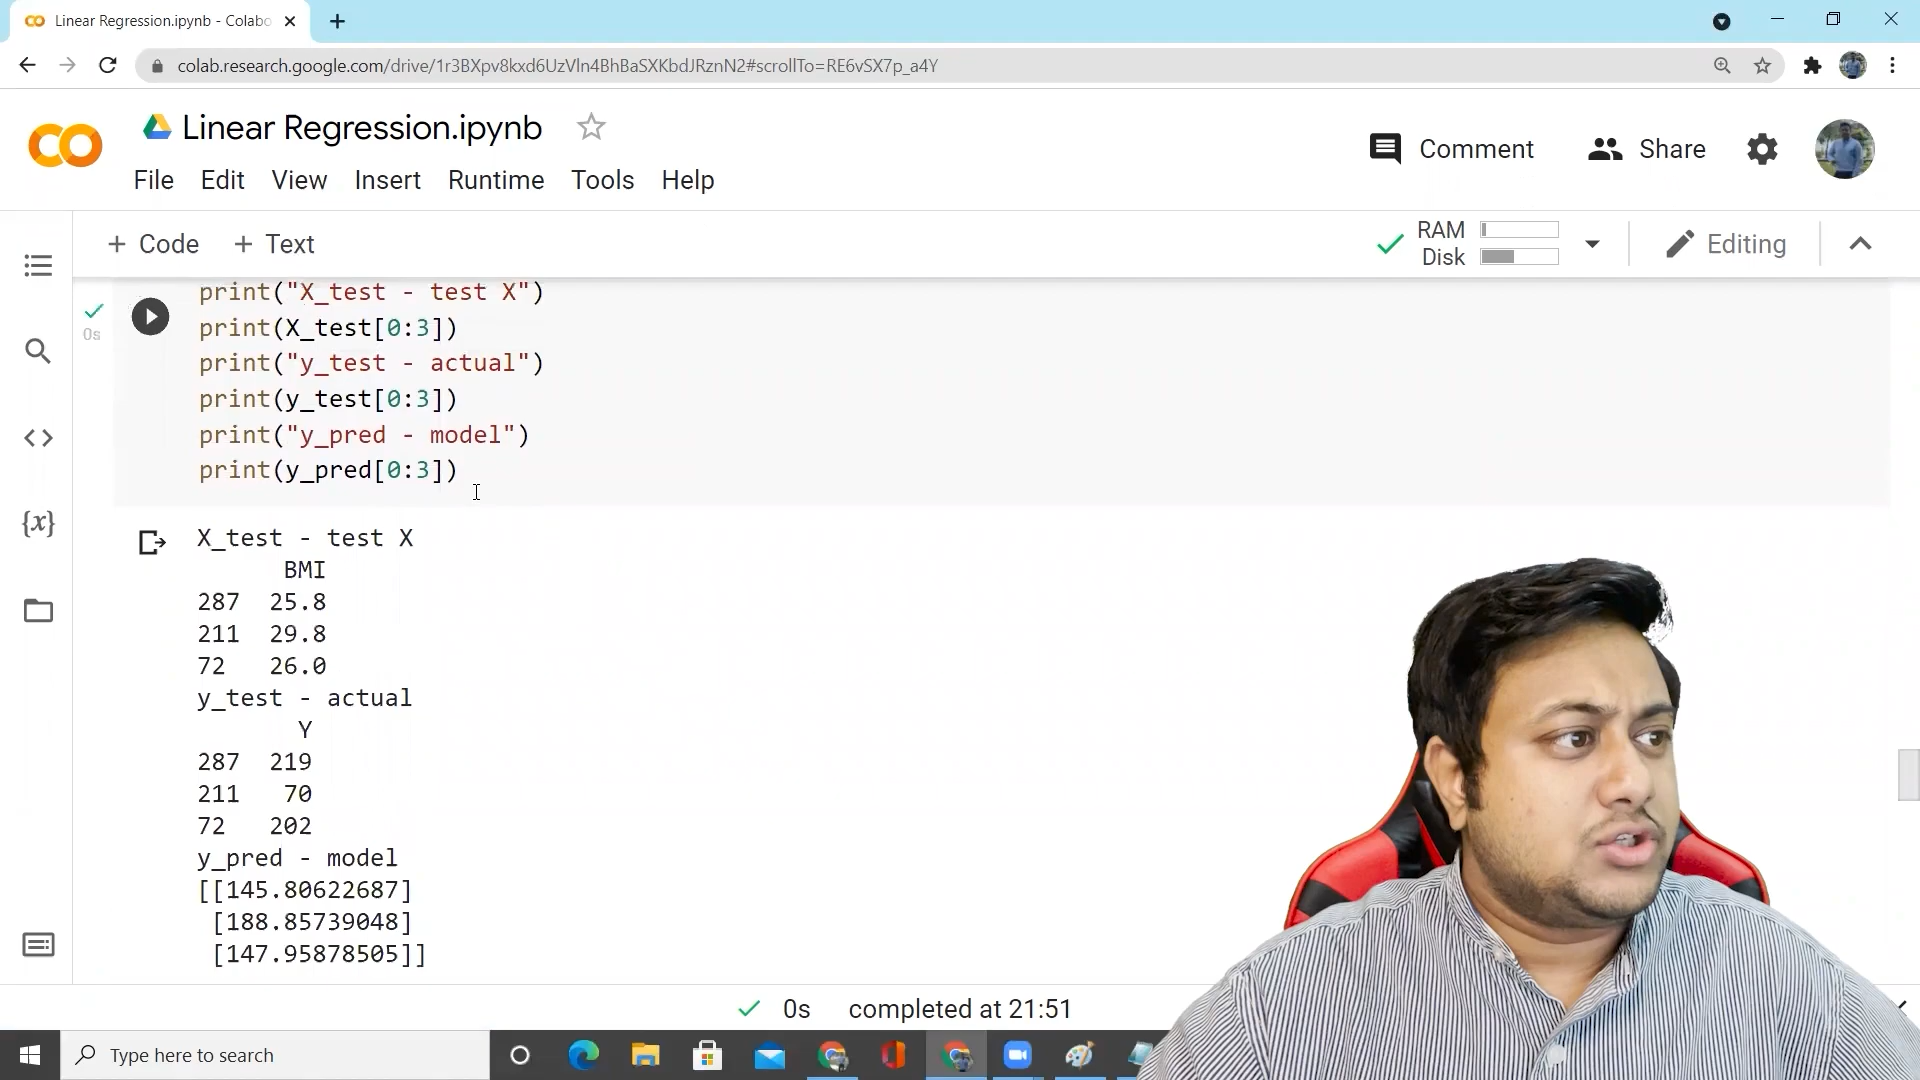 Linear Regression.ipynb - Colabo
colab.research.google.com/drive/1r3BXpv8kxd6UzVln4BhBaSXKbdJRznN2#scrollTo=RE6vSX7p_a4Y
Linear Regression.ipynb
Comment
Share
File Edit View Insert Runtime Tools Help
+ Code + Text
RAM
Disk
Editing
print("X_test - test X")
0s
print(X_test[0:3])
print("y_test - actual")
print(y_test[0:3])
print("y_pred - model")
print(y_pred[0:3])
X_test - test X
BMI
287 25.8
211 29.8
72 26.0
y_test - actual
Y
287 219
211 70
72 202
y_pred - model
[[145.80622687]
[188.85739048]
[147.95878505]]
0s completed at 21:51
Type here to search